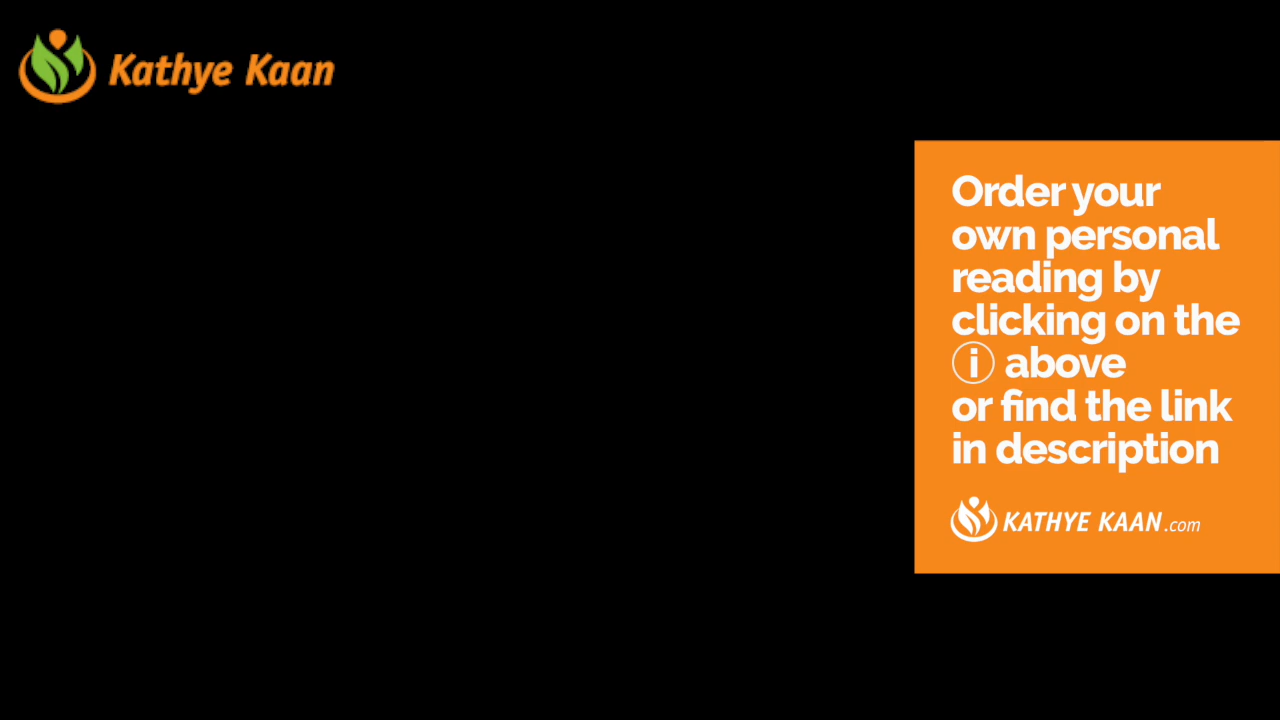 Kathye Kaan
Order your
own personal
reading by
clicking on the
i above
or find the link
in description
KATHYE KAAN.com